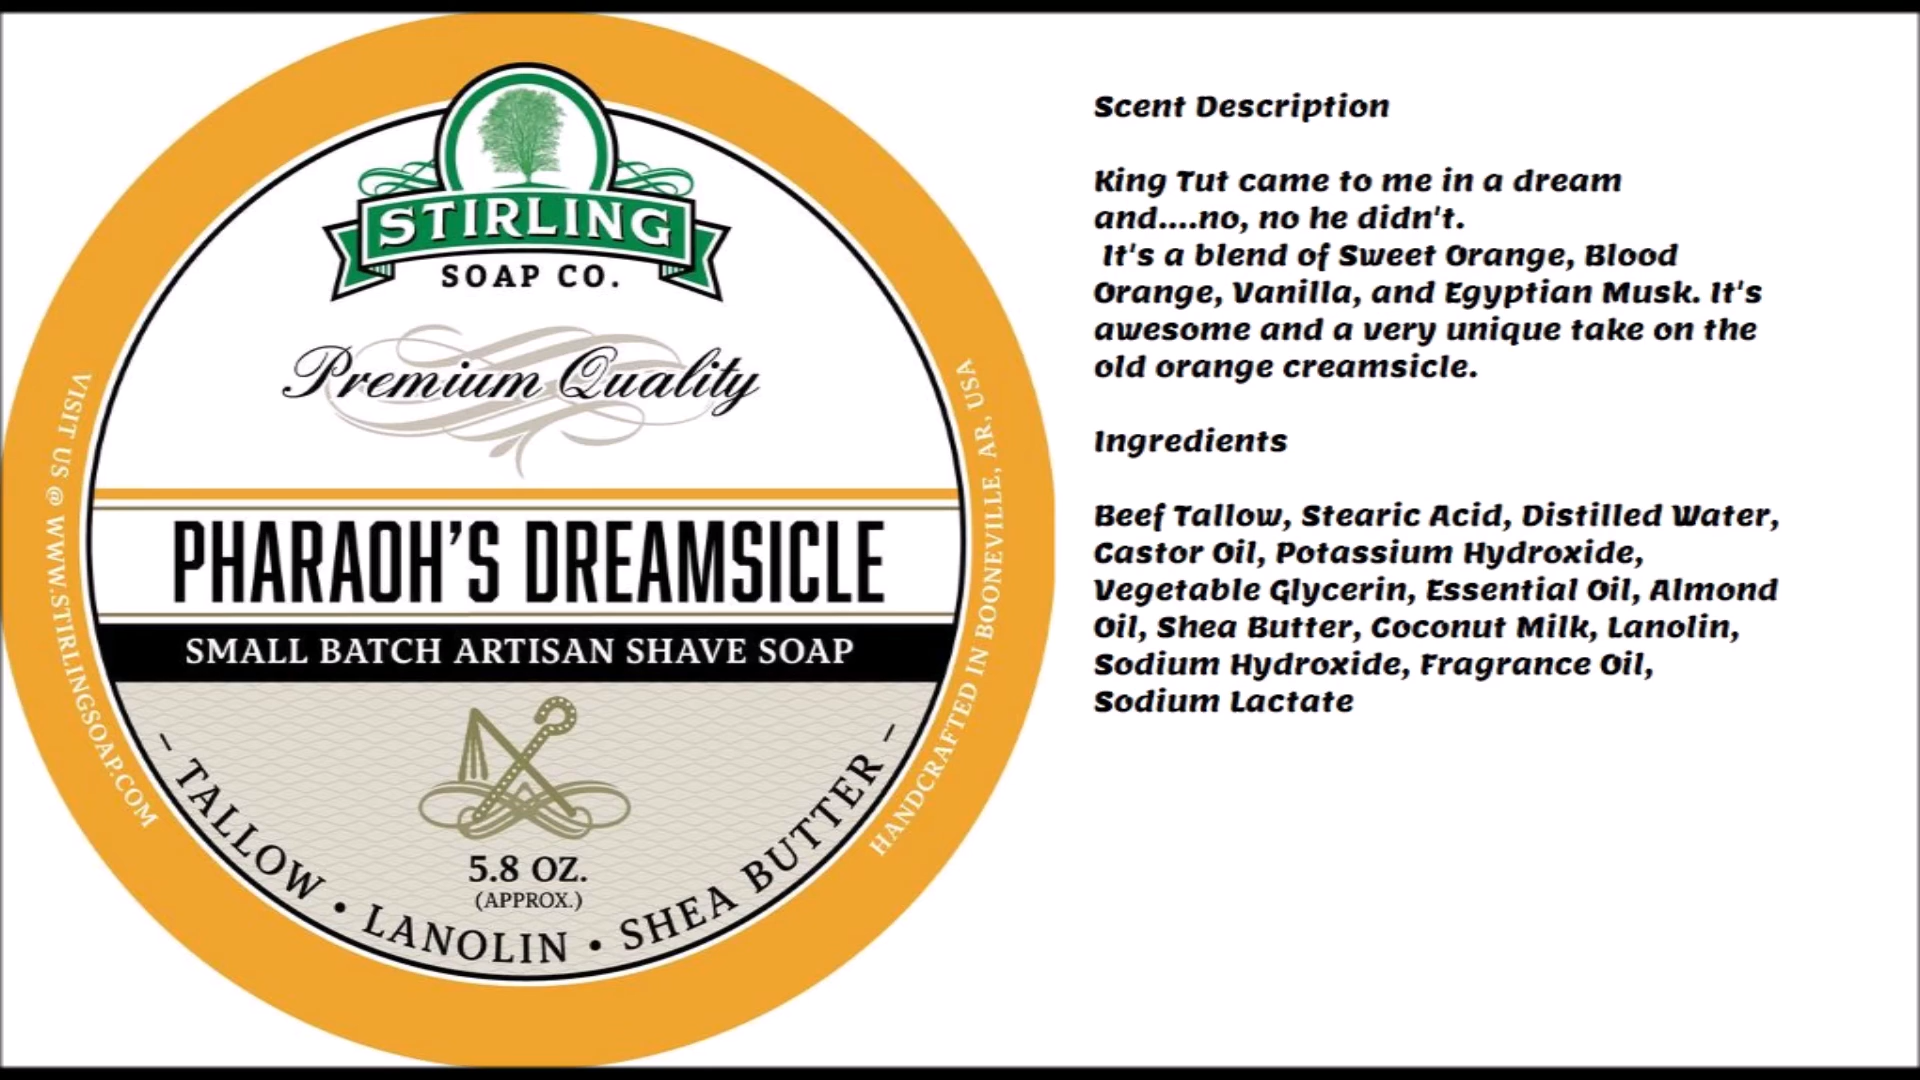 STIRLING
SOAP CO.
Premium Quality
VISIT US @ WWW.STIRLINGSOAP.COM
HANDCRAFTED IN BOONEVILLE, AR, USA
PHARAOH'S DREAMSICLE
SMALL BATCH ARTISAN SHAVE SOAP
5.8 OZ.
(APPROX.)
– TALLOW • LANOLIN • SHEA BUTTER –
Scent Description
King Tut came to me in a dream
and....no, no he didn't.
It's a blend of Sweet Orange, Blood
Orange, Vanilla, and Egyptian Musk. It's
awesome and a very unique take on the
old orange creamsicle.
Ingredients
Beef Tallow, Stearic Acid, Distilled Water,
Castor Oil, Potassium Hydroxide,
Vegetable Glycerin, Essential Oil, Almond
Oil, Shea Butter, Coconut Milk, Lanolin,
Sodium Hydroxide, Fragrance Oil,
Sodium Lactate